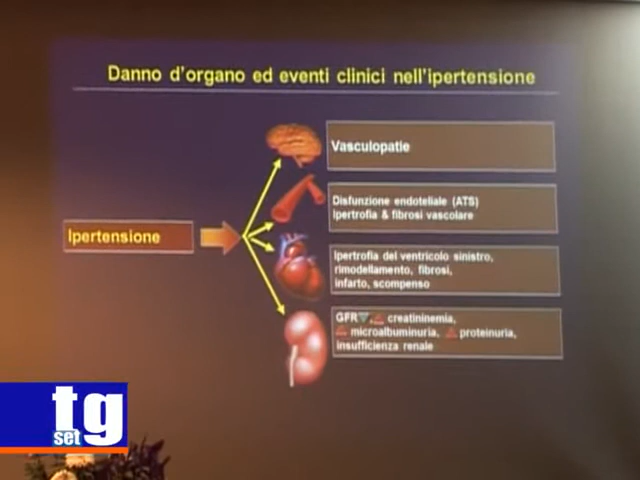 Danno d'organo ed eventi clinici nell'ipertensione
Vasculopatie
Disfunzione endoteliale (ATS)
Ipertrofia & fibrosi vascolare
Ipertensione
Ipertrofia del ventricolo sinistro,
rimodellamento, fibrosi,
infarto, scompenso
GFR creatininemia,
microalbuminuria, proteinuria,
insufficienza renale
tg
set